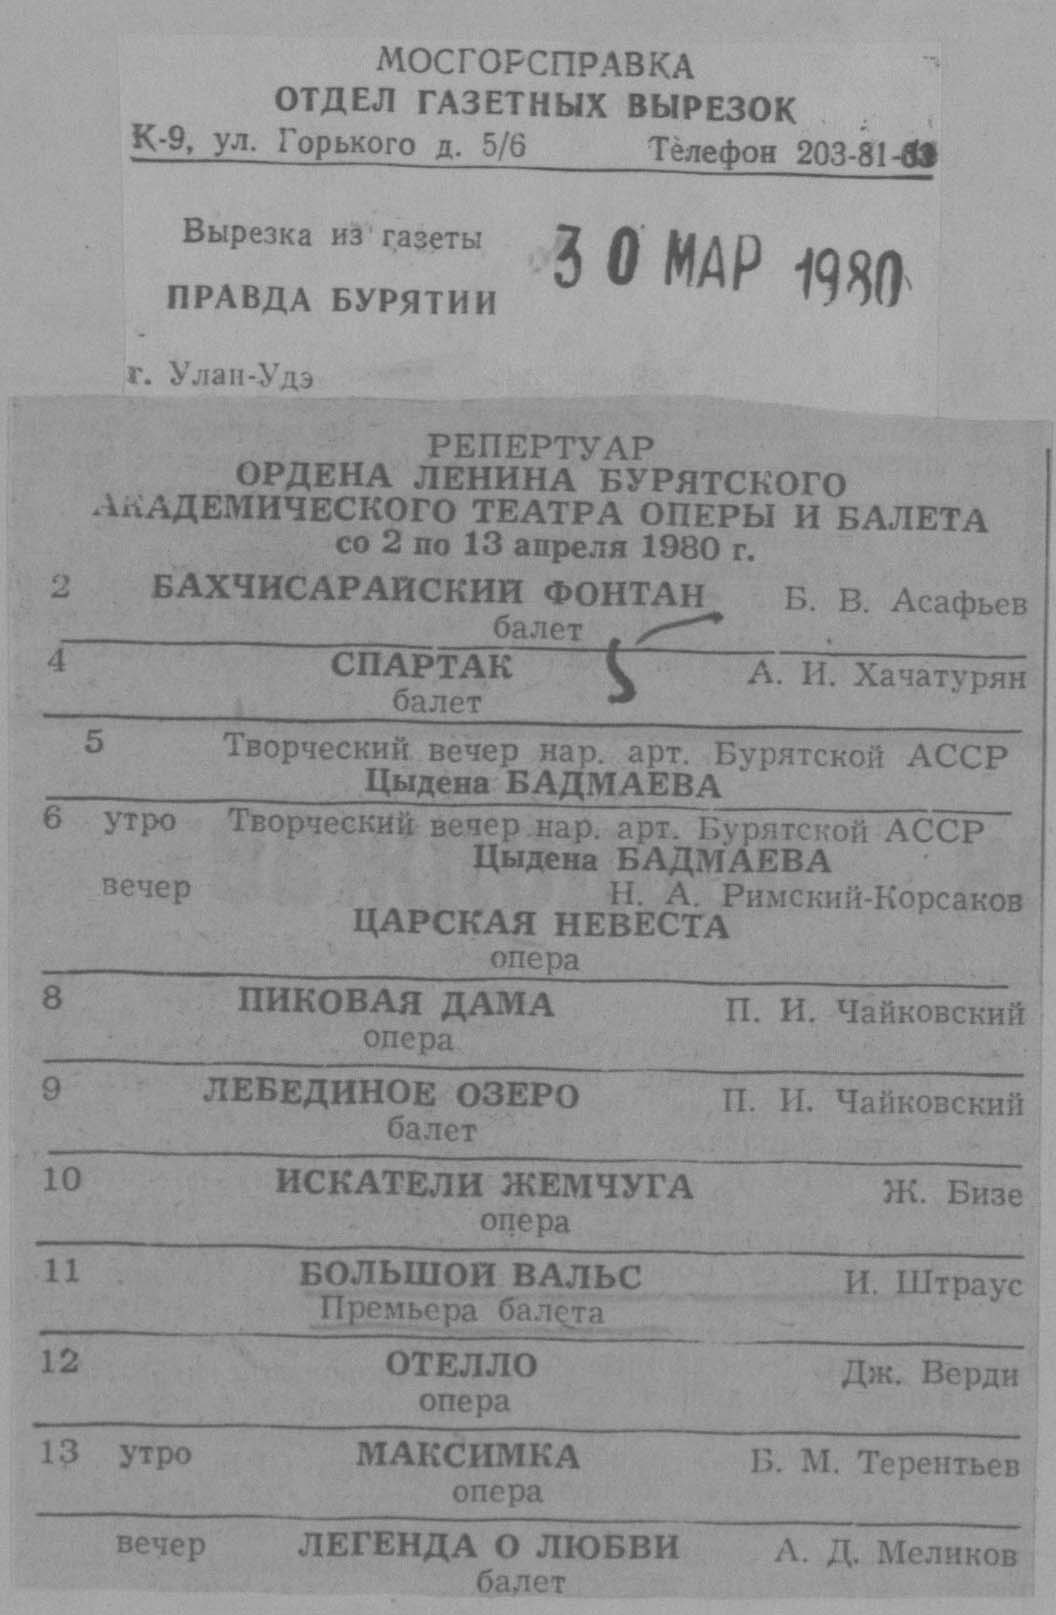 МОСГОРСПРАВКА
ОТДЕЛ ГАЗЕТНЫХ ВЫРЕЗОК
К-9, ул. Горького д. 5/6 Телефон 203-81-
Вырезка из газеты
30 МАР 1980
ПРАВДА БУРЯТИИ
г. Улан-Удэ
РЕПЕРТУАР
ОРДЕНА ЛЕНИНА БУРЯТСКОГО
АКАДЕМИЧЕСКОГО ТЕАТРА ОПЕРЫ И БАЛЕТА
со 2 по 13 апреля 1980 г.
2 БАХЧИСАРАЙСКИЙ ФОНТАН Б. В. Асафьев
балет
4 СПАРТАК А. И. Хачатурян
балет
5 Творческий вечер нар. арт. Бурятской АССР
Цыдена БАДМАЕВА
6 утро Творческий вечер нар. арт. Бурятской АССР
Цыдена БАДМАЕВА
вечер Н. А. Римский-Корсаков
ЦАРСКАЯ НЕВЕСТА
опера
8 ПИКОВАЯ ДАМА П. И. Чайковский
опера
9 ЛЕБЕДИНОЕ ОЗЕРО П. И. Чайковский
балет
10 ИСКАТЕЛИ ЖЕМЧУГА Ж. Бизе
опера
11 БОЛЬШОЙ ВАЛЬС И. Штраус
Премьера балета
12 ОТЕЛЛО Дж. Верди
опера
13 утро МАКСИМКА Б. М. Терентьев
опера
вечер ЛЕГЕНДА О ЛЮБВИ А. Д. Меликов
балет